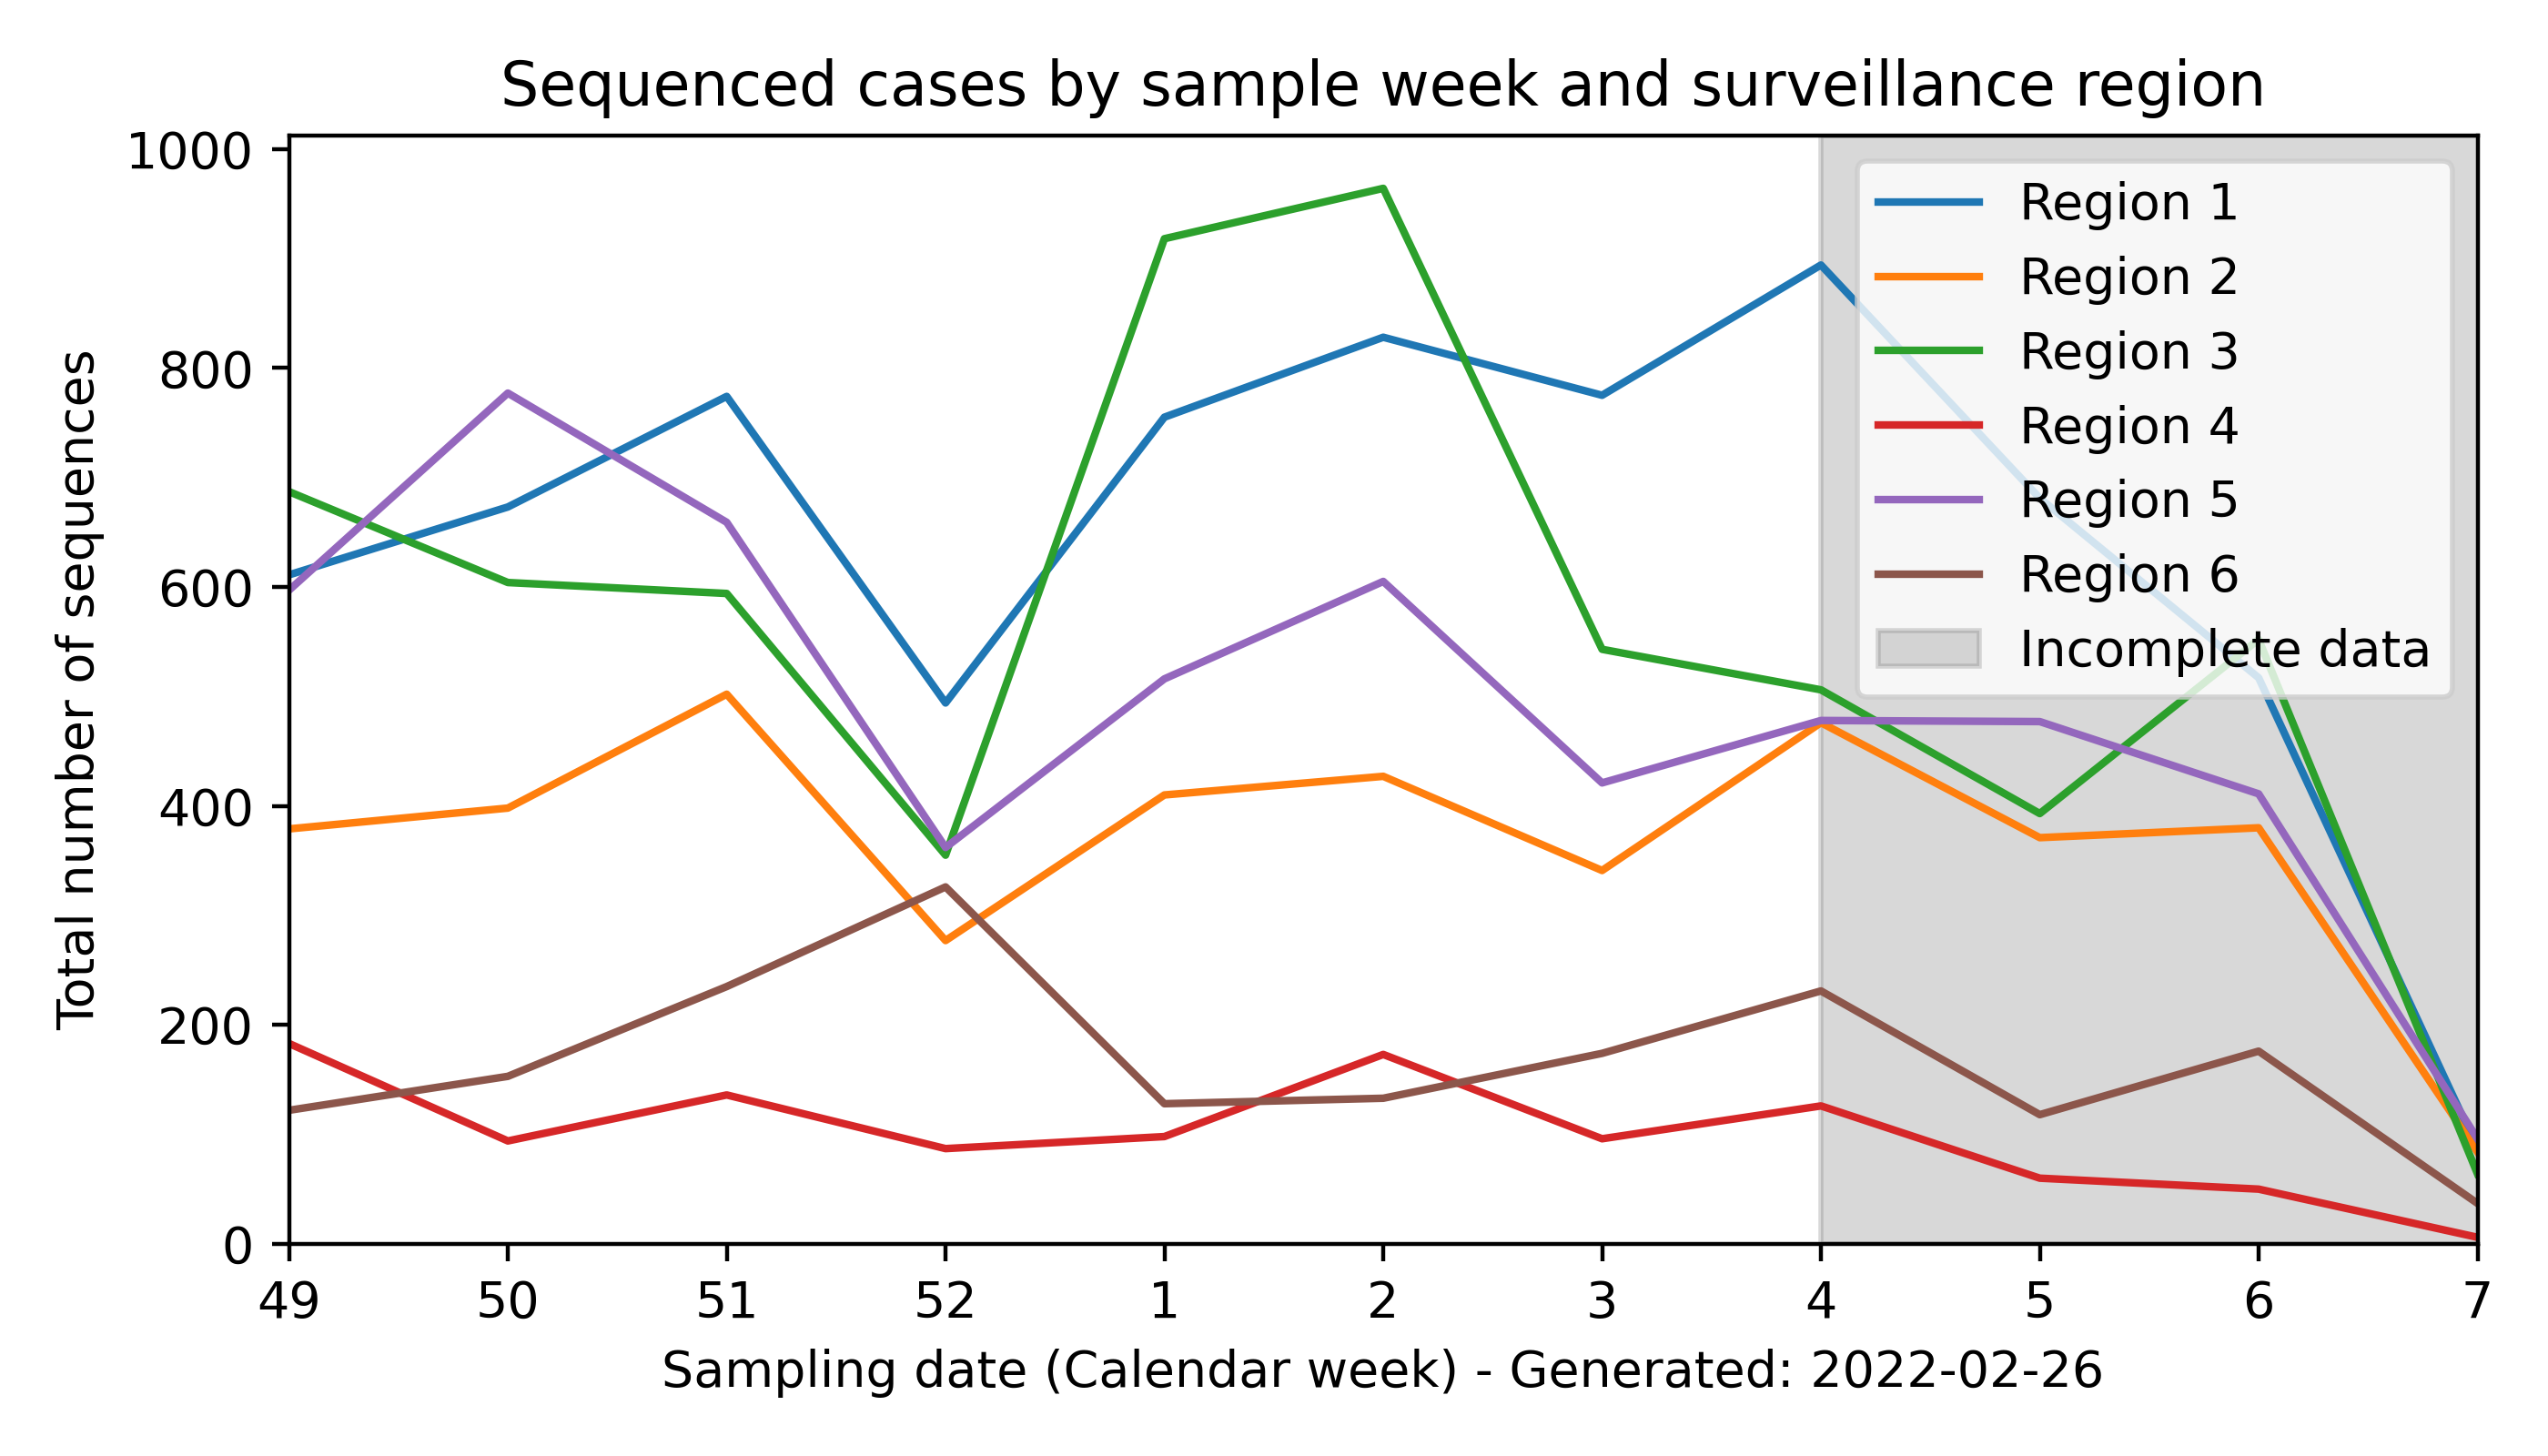 Sequenced cases by sample week and surveillance region
Total number of sequences
1000
800
600
400
200
0
Region 1
Region 2
Region 3
Region 4
Region 5
Region 6
Incomplete data
49 50 51 52 1 2 3 4 5 6 7
Sampling date (Calendar week) - Generated: 2022-02-26